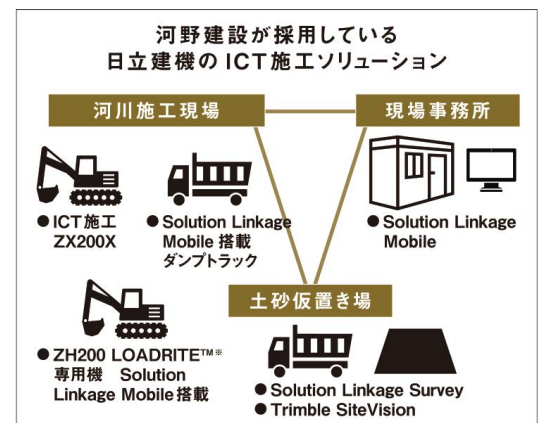 河野建設が採用している
日立建機のICT施工ソリューション
河川施工現場
現場事務所
●ICT施工
ZX200X
●Solution Linkage
Mobile 搭載
ダンプトラック
●Solution Linkage
Mobile
土砂仮置き場
●ZH200 LOADRITE™※
専用機 Solution
Linkage Mobile搭載
●Solution Linkage Survey
●Trimble SiteVision